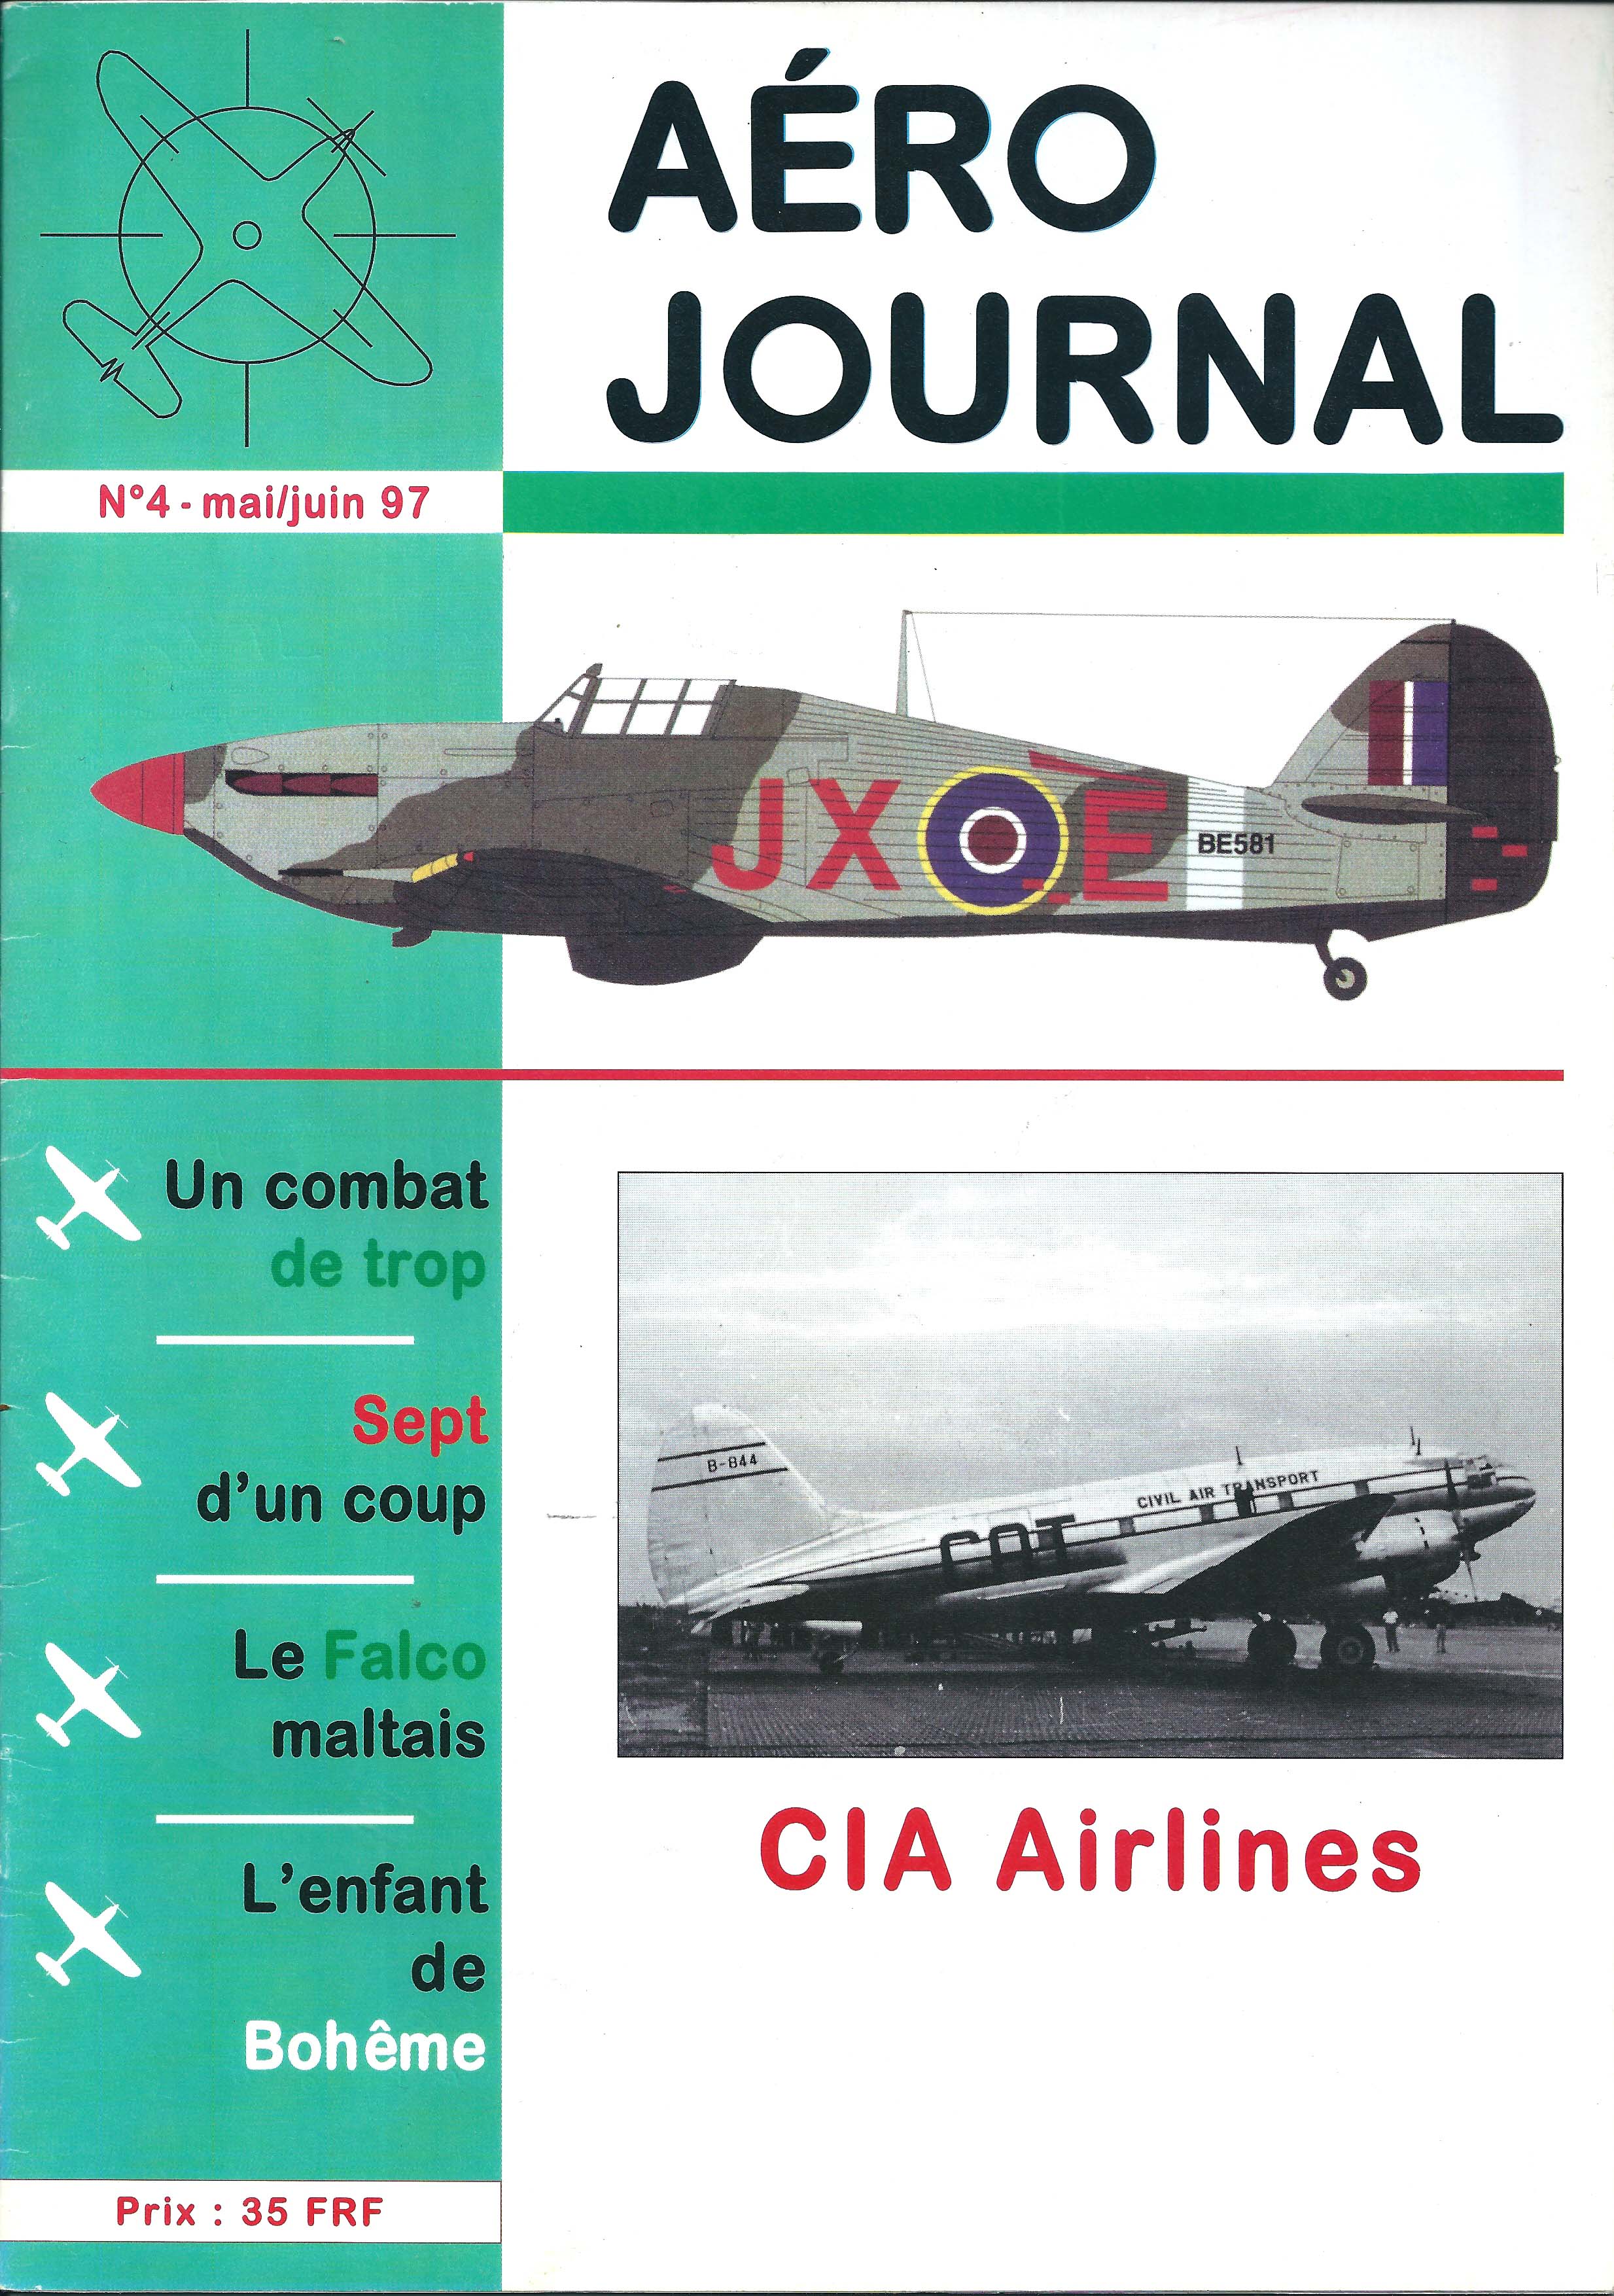 AÉRO
JOURNAL
N°4 - mai/juin 97
JX E
BE581
Un combat
de trop
Sept
d'un coup
Le Falco
maltais
L'enfant
de
Bohême
B-844
CIVIL AIR TRANSPORT
CAT
CIA Airlines
Prix : 35 FRF